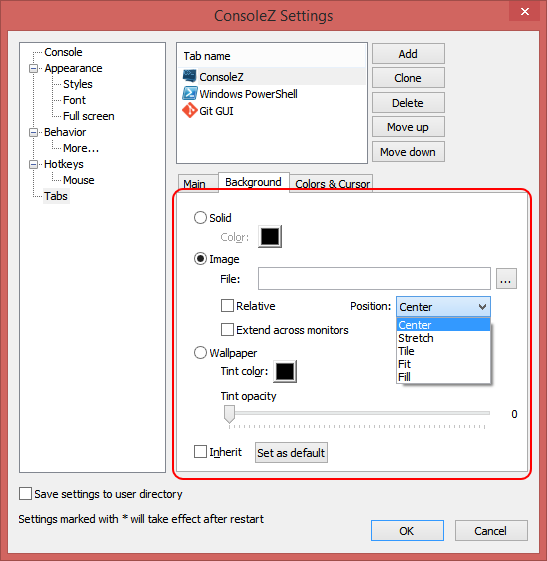 ConsoleZ Settings
Console
Appearance
Styles
Font
Full screen
Behavior
More...
Hotkeys
Mouse
Tabs
Tab name
ConsoleZ
Windows PowerShell
Git GUI
Add
Clone
Delete
Move up
Move down
Main Background Colors & Cursor
Solid
Color:
Image
File: ...
Relative Position: Center
Extend across monitors
Center
Stretch
Tile
Fit
Fill
Wallpaper
Tint color:
Tint opacity
0
Inherit Set as default
Save settings to user directory
Settings marked with * will take effect after restart
OK Cancel